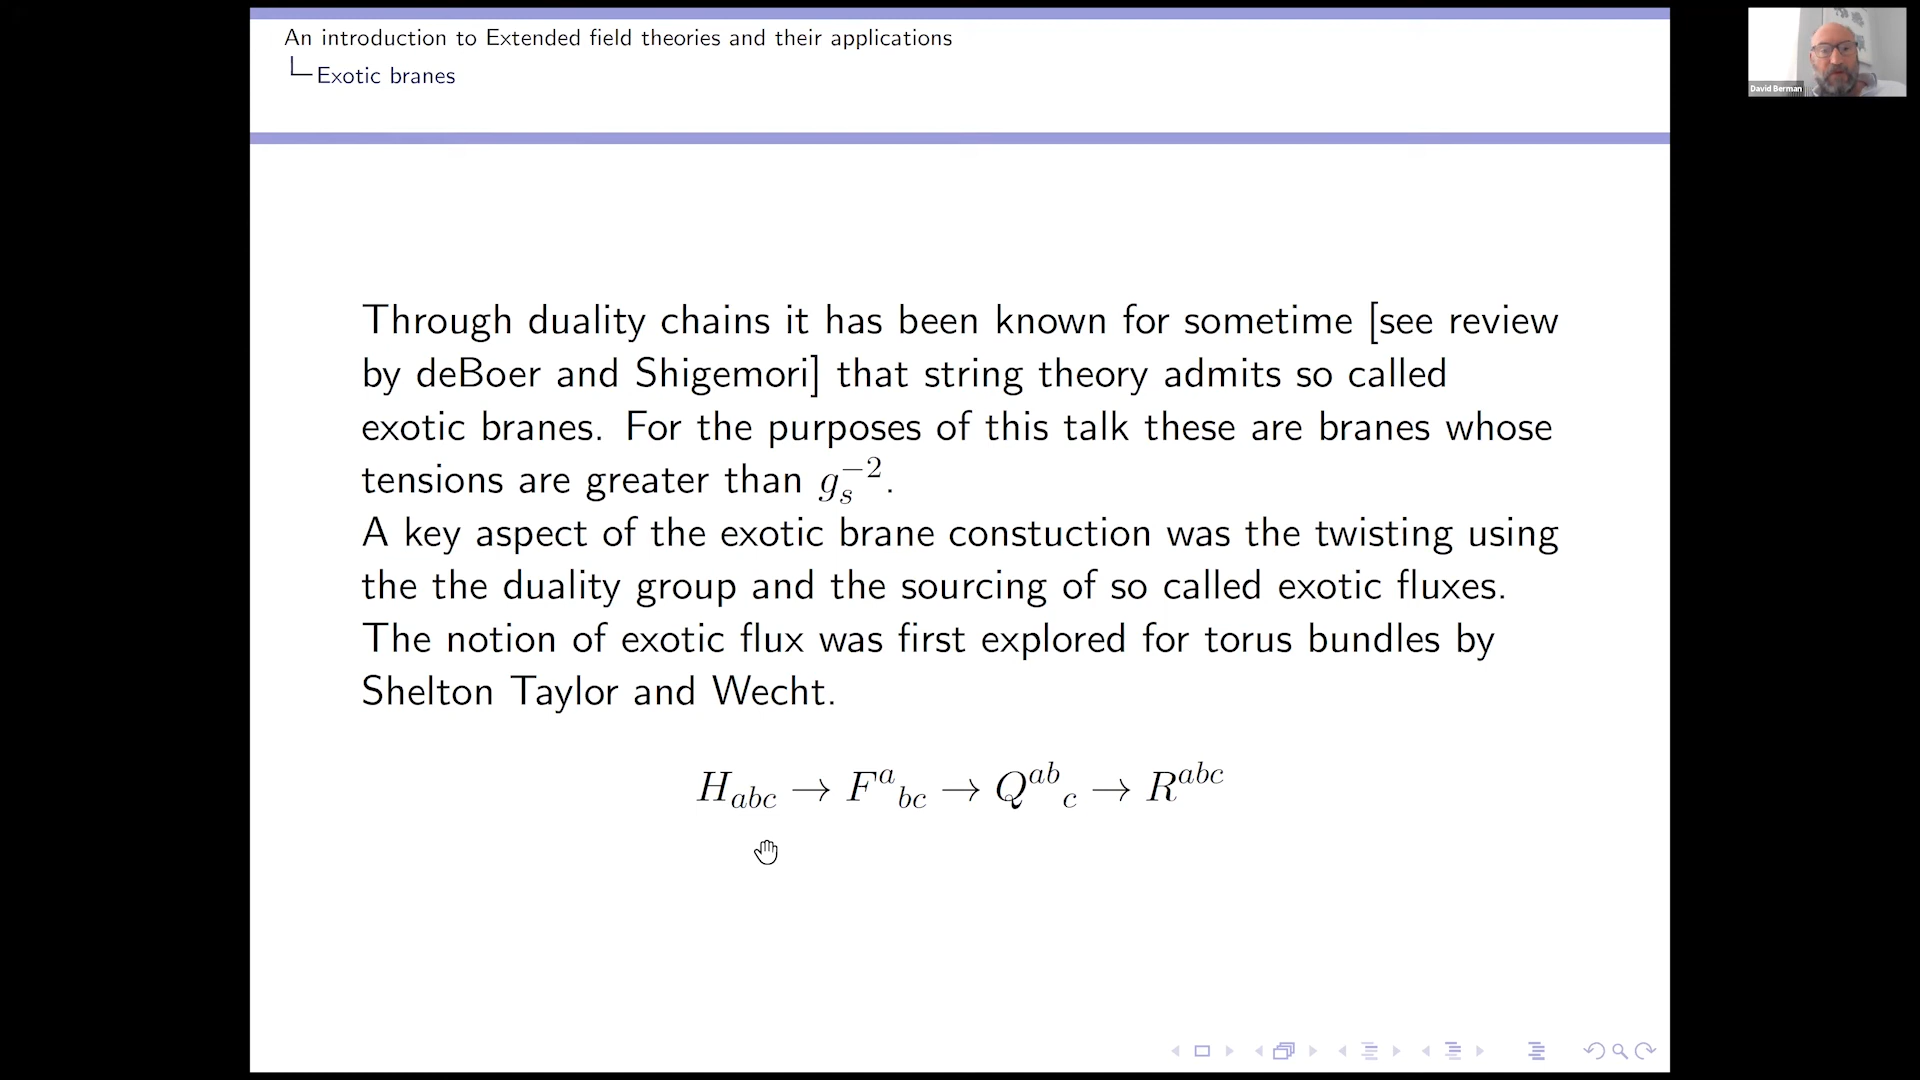 An introduction to Extended field theories and their applications
Exotic branes
David Berman
Through duality chains it has been known for sometime [see review
by deBoer and Shigemori] that string theory admits so called
exotic branes. For the purposes of this talk these are branes whose
tensions are greater than $g_s^{-2}$.
A key aspect of the exotic brane constuction was the twisting using
the the duality group and the sourcing of so called exotic fluxes.
The notion of exotic flux was first explored for torus bundles by
Shelton Taylor and Wecht.
$H_{abc} \rightarrow F^a{}_{bc} \rightarrow Q^{ab}{}_c \rightarrow R^{abc}$